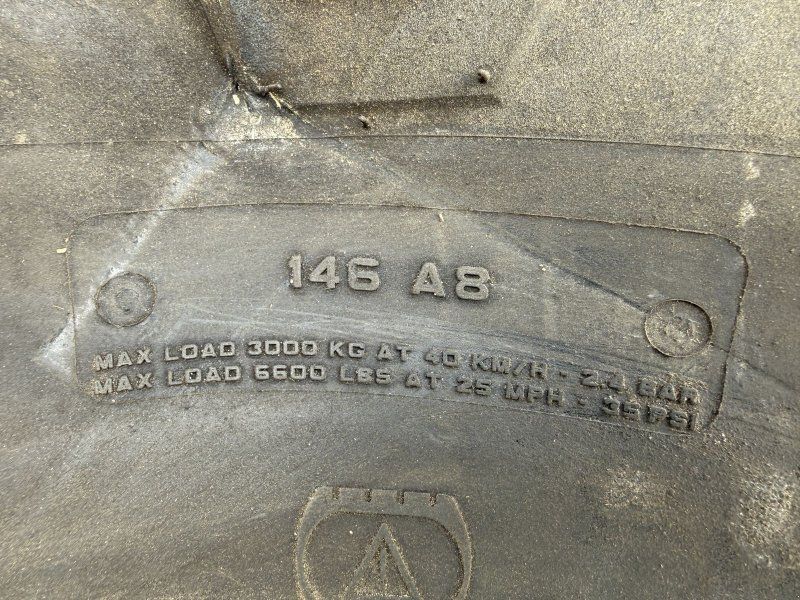 146 A8
MAX LOAD 3000 KG AT 40 KM/H - 2.4 BAR
MAX LOAD 6600 LBS AT 25 MPH - 35 PSI